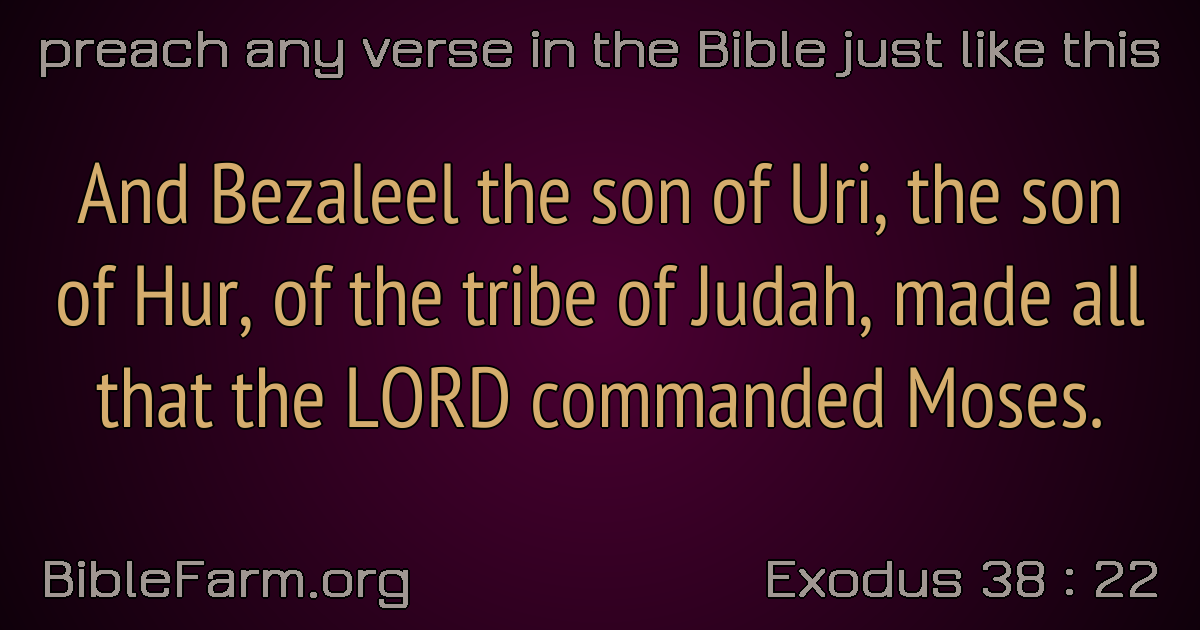 preach any verse in the Bible just like this
And Bezaleel the son of Uri, the son
of Hur, of the tribe of Judah, made all
that the LORD commanded Moses.
BibleFarm.org
Exodus 38 : 22